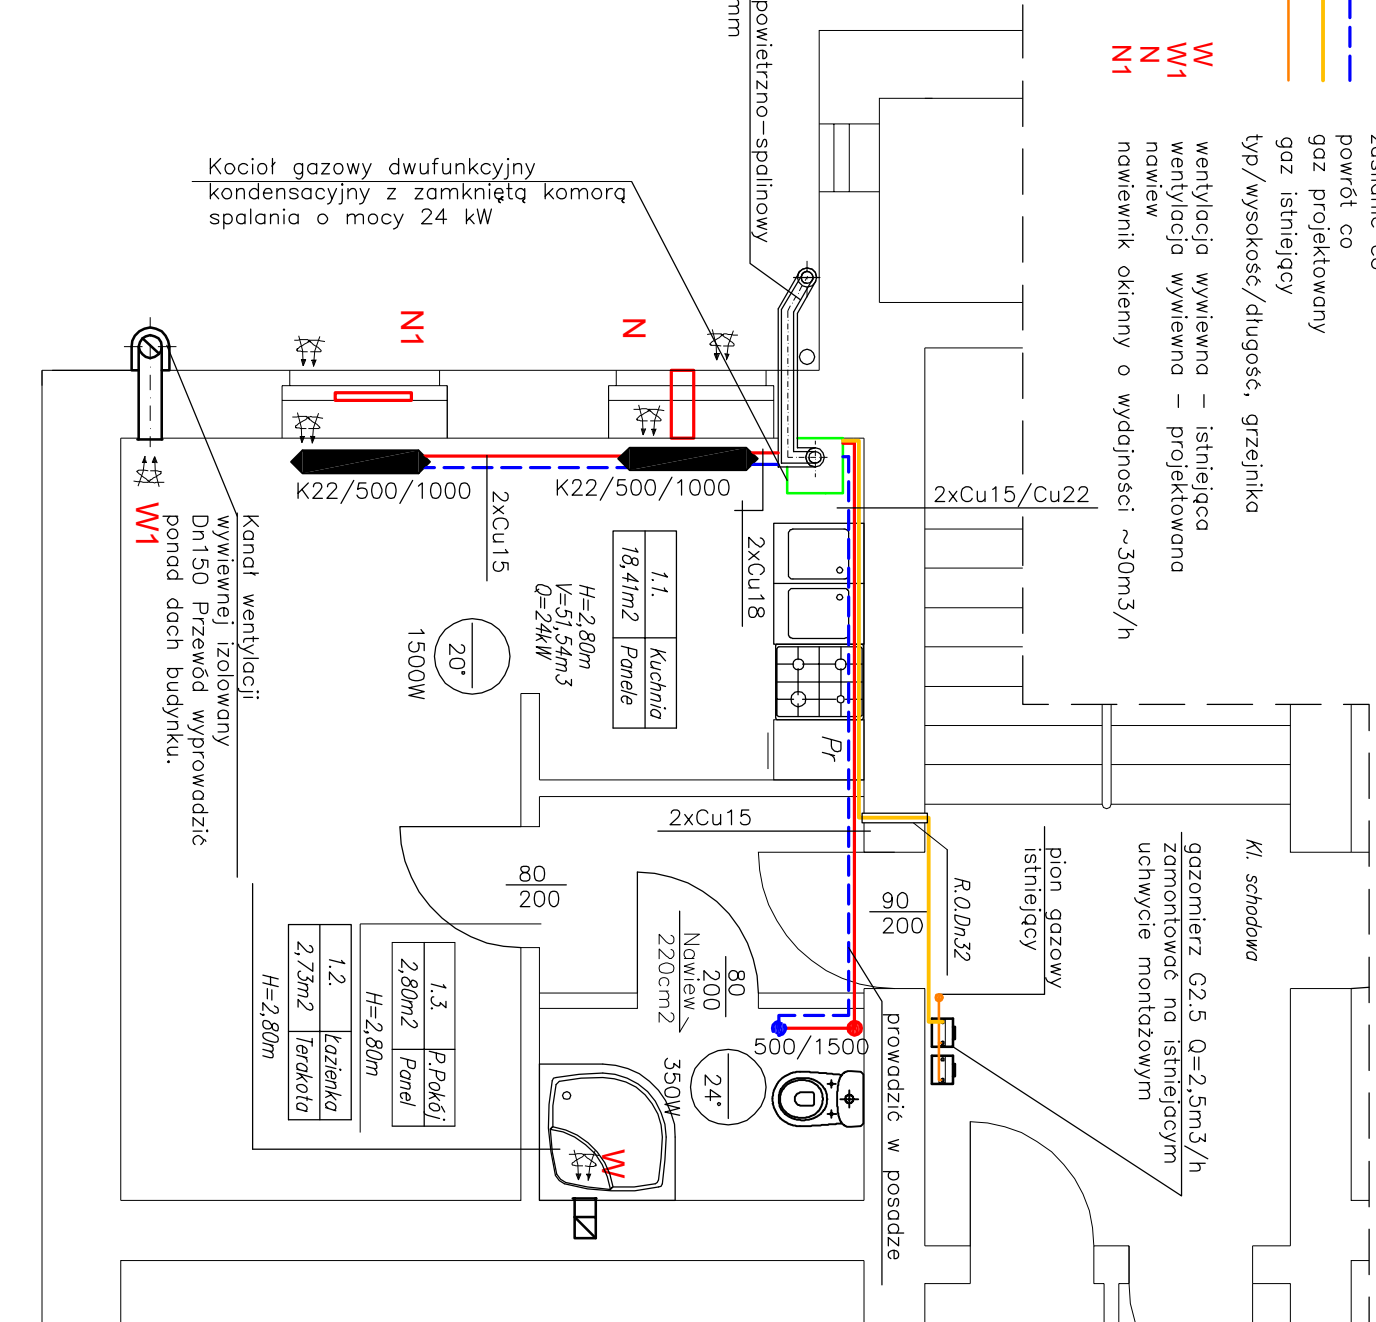 powietrzno-spalinowy
mm
Kocioł gazowy dwufunkcyjny
kondensacyjny z zamkniętą komorą
spalania o mocy 24 kW
powrót co
gaz projektowany
gaz istniejący
typ/wysokość/długość, grzejnika
W
W1
N
N1
wentylacja wywiewna - istniejąca
wentylacja wywiewna - projektowana
nawiew
nawiewnik okienny o wydajności ~30m3/h
N1
N
W1
K22/500/1000
K22/500/1000
2xCu15
2xCu18
2xCu15/Cu22
Kanał wentylacji
wywiewnej izolowany
Dn150 Przewód wyprowadzić
ponad dach budynku.
1.1.
Kuchnia
18,41m2
Panele
H=2,80m
V=51,54m3
Q=24kW
20°
1500W
Pr
2xCu15
80
200
90
200
80
200
Nawiew
220cm2
R.O.Dn32
pion gazowy
istniejący
gazomierz G2.5 Q=2,5m3/h
zamontować na istniejącym
uchwycie montażowym
Kl. schodowa
1.3.
P.Pokój
2,80m2
Panel
H=2,80m
1.2.
Łazienka
2,73m2
Terakota
H=2,80m
500/1500
24°
350W
W
prowadzić w posadze